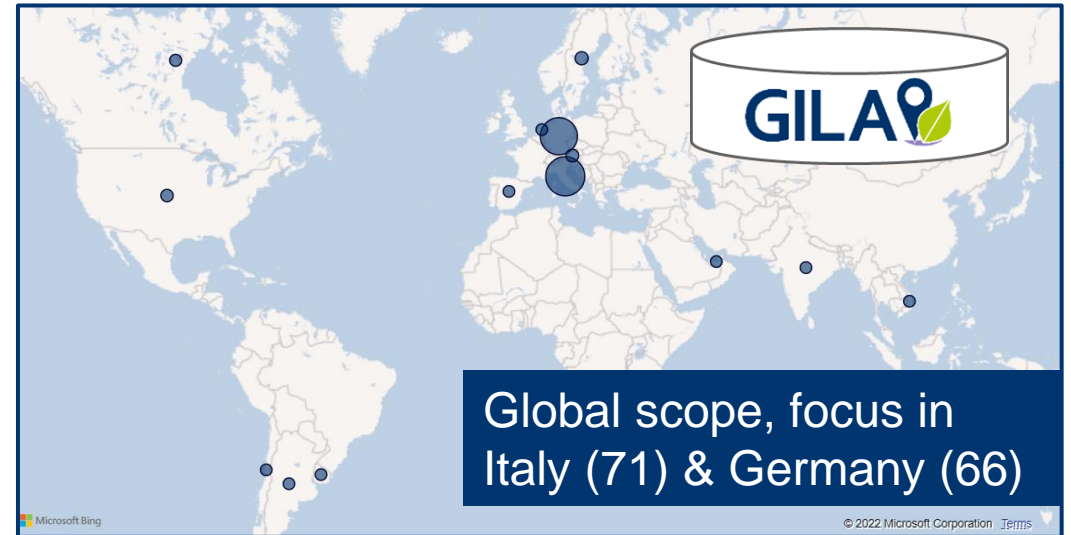 GILA
Global scope, focus in
Italy (71) & Germany (66)
Microsoft Bing
© 2022 Microsoft Corporation Terms